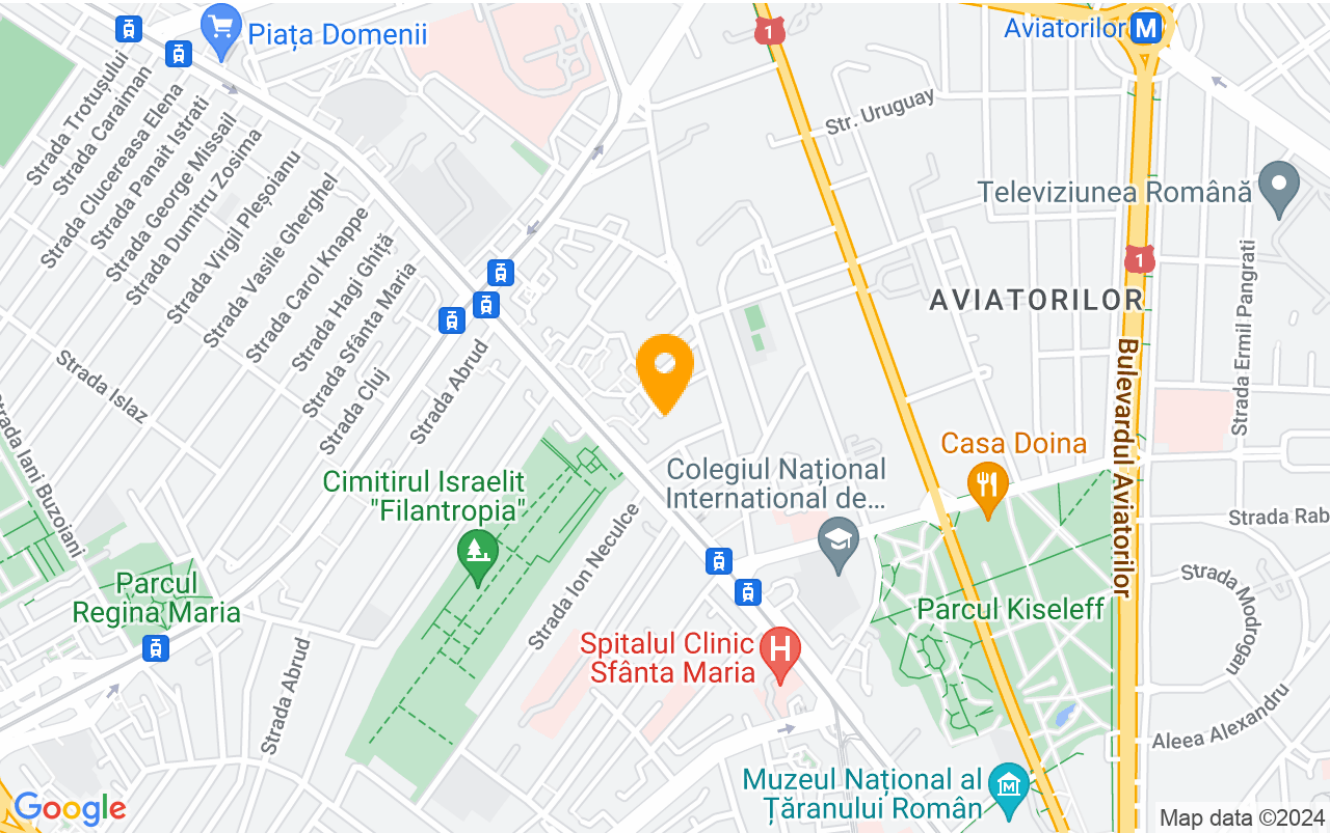 Piața Domenii
Aviatorilor
M
1
Str. Uruguay
Strada Trotușului
Strada Caraiman
Strada Clucereasa Elena
Strada Panait Istrati
Strada George Missail
Strada Dumitru Zosima
Strada Virgil Pleșoianu
Strada Vasile Gherghel
Strada Carol Knappe
Strada Hagi Ghiță
Strada Sfânta Maria
Strada Cluj
Strada Abrud
Televiziunea Română
1
AVIATORILOR
Strada Ermil Pangrati
Bulevardul Aviatorilor
Strada Islaz
Strada Iani Buzoiani
Casa Doina
Colegiul Național
International de...
Cimitirul Israelit
"Filantropia"
Strada Ion Neculce
Strada Rab
Parcul
Regina Maria
Parcul Kiseleff
Strada Modrogan
Spitalul Clinic
Sfânta Maria
H
Strada Abrud
Aleea Alexandru
Muzeul Național al
Țăranului Român
Google
Map data ©2024